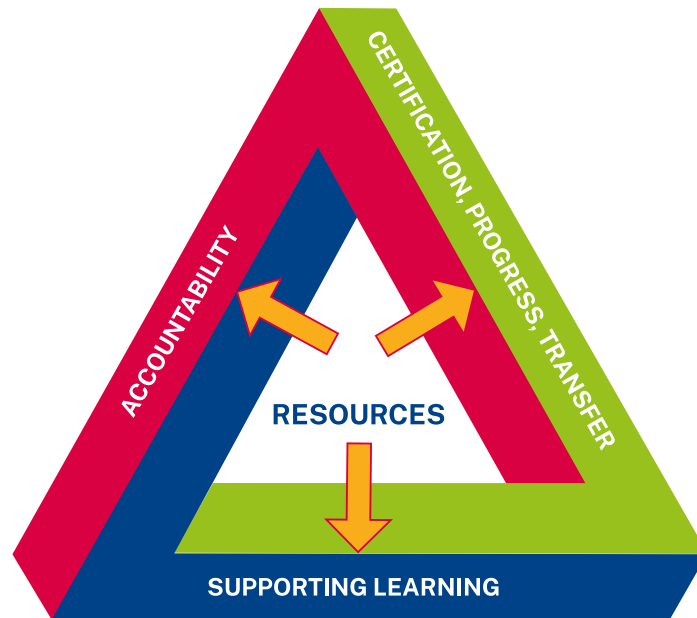 CERTIFICATION, PROGRESS, TRANSFER
ACCOUNTABILITY
RESOURCES
SUPPORTING LEARNING